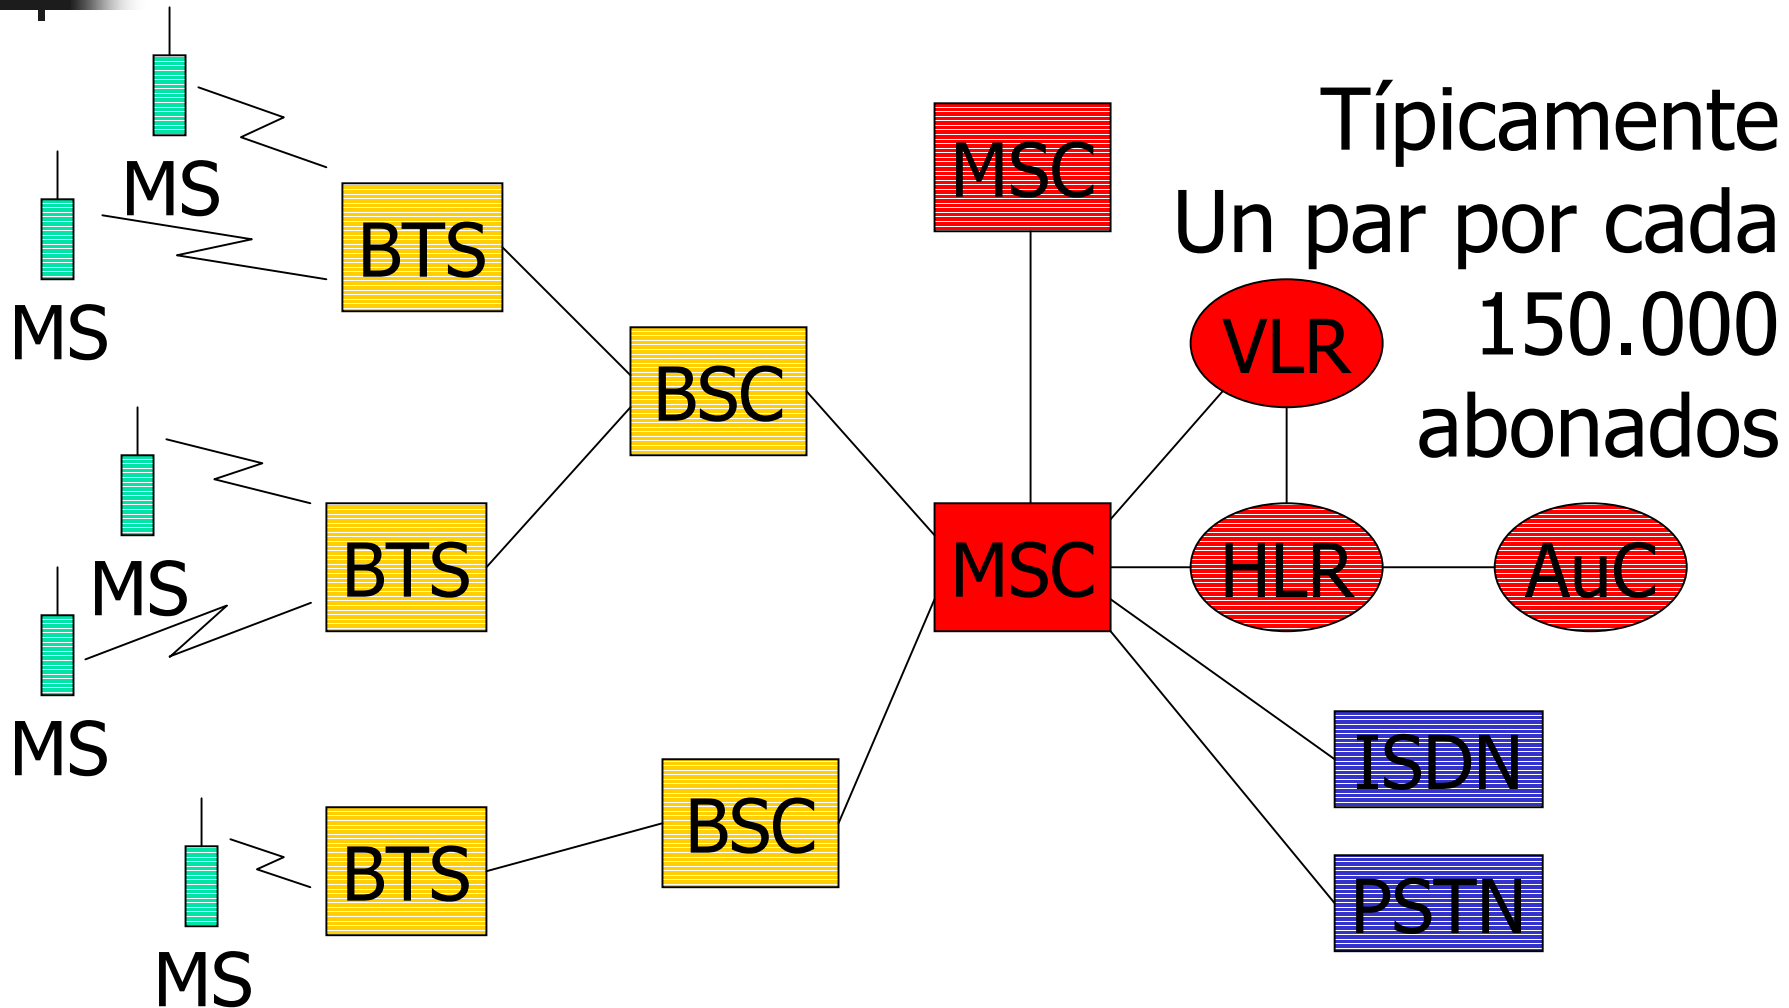 MS
MS
BTS
MSC
Típicamente
Un par por cada
150.000
abonados
VLR
BSC
MS
BTS
MS
MSC
HLR
AuC
ISDN
BSC
BTS
PSTN
MS